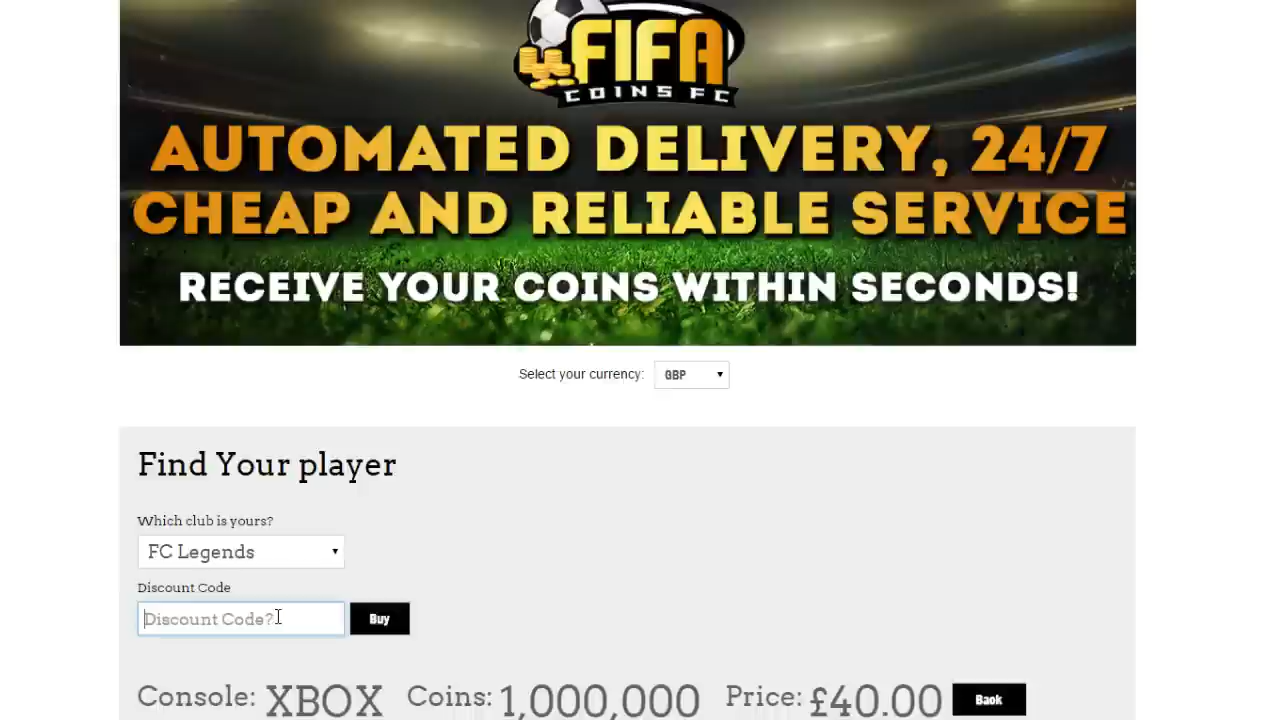 FIFA
COINS FC
AUTOMATED DELIVERY, 24/7
CHEAP AND RELIABLE SERVICE
RECEIVE YOUR COINS WITHIN SECONDS!
Select your currency: GBP
Find Your player
Which club is yours?
FC Legends
Discount Code
Discount Code? Buy
Console: XBOX Coins: 1,000,000 Price: £40.00 Back